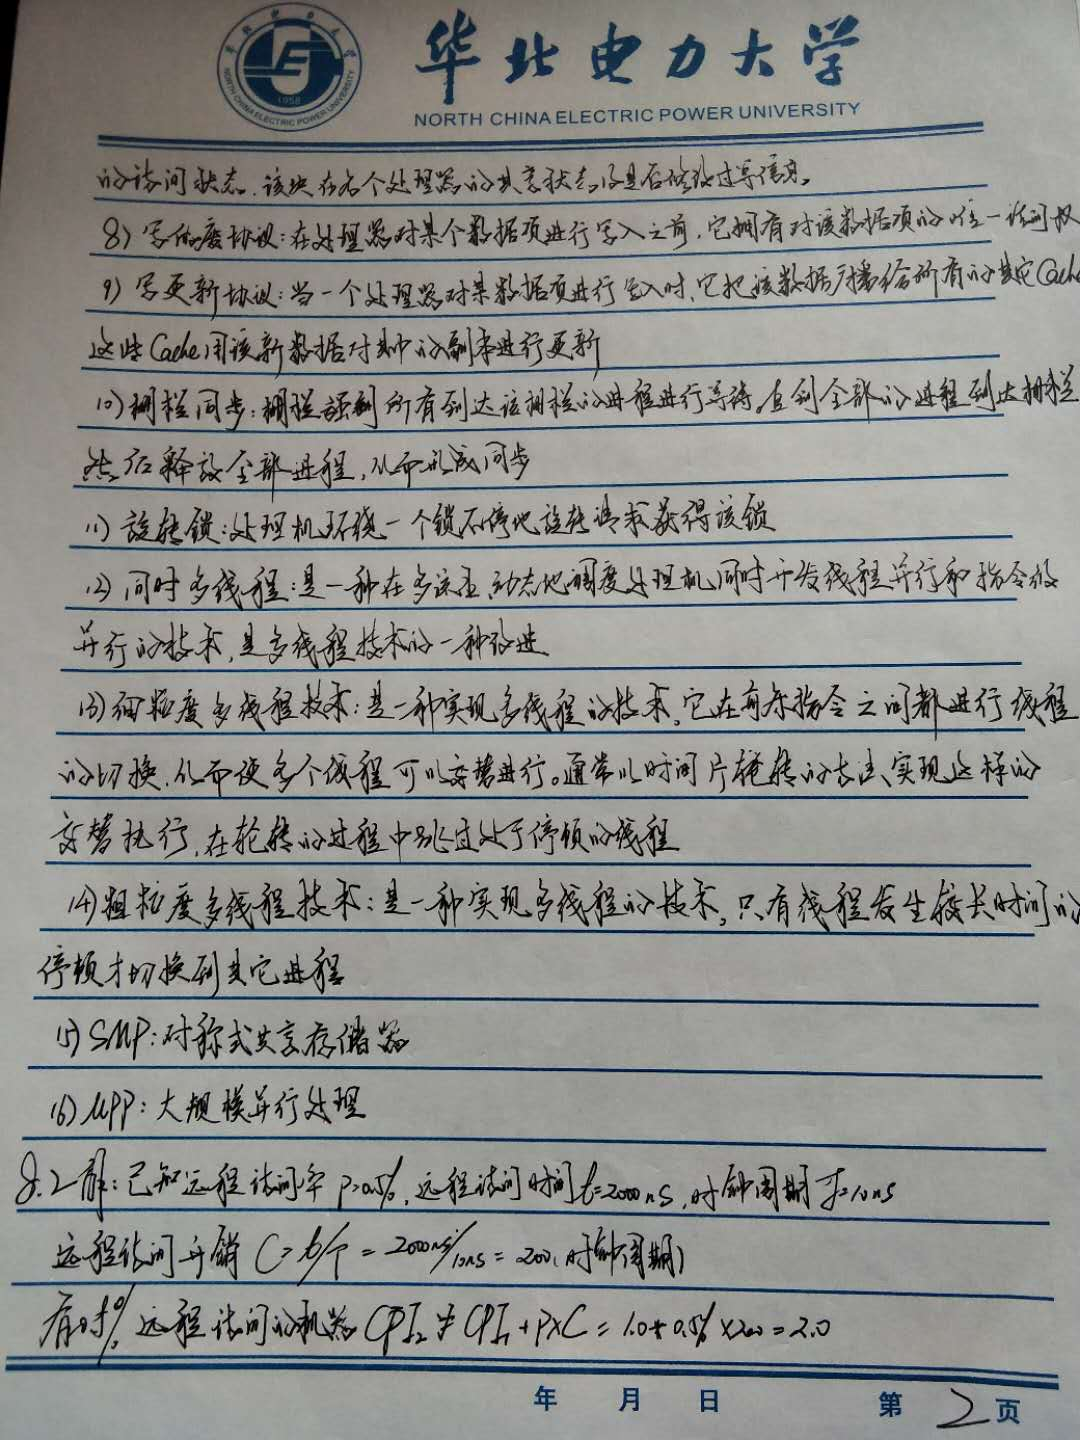 华北电力大学
NORTH CHINA ELECTRIC POWER UNIVERSITY
华北电力大学
NORTH CHINA ELECTRIC POWER UNIVERSITY
1958
的访问状态、该块在各个处理器的共享状态及是否修改过等信息。
8) 写作废协议:在处理器对某个数据项进行写入之前,它拥有对该数据项的唯一访问权
9) 写更新协议:当一个处理器对某数据项进行写入时,它把该数据广播给所有的其它Cache
这些Cache用该新数据对其中的副本进行更新
10) 栅栏同步:栅栏强制所有到达该栅栏的进程进行等待。直到全部的进程到达栅栏
然后释放全部进程,从而形成同步
11) 旋转锁:处理机环绕一个锁不停地旋转请求获得该锁
12) 同时多线程:是一种在多流出、动态地调度处理机同时开发线程并行和指令级
并行的技术,是多线程技术的一种改进
13) 细粒度多线程技术:是一种实现多线程的技术,它在每条指令之间都进行线程
的切换,从而使多个线程可以交替进行。通常以时间片轮转的方法实现这样的
交替执行,在轮转的过程中跳过处于停顿的线程
14) 粗粒度多线程技术:是一种实现多线程的技术,只有线程发生较长时间的
停顿才切换到其它进程
15) SMP:对称式共享存储器
16) MPP:大规模并行处理
8.2 解:已知远程访问率 p=0.5%,远程访问时间 t=2000ns,时钟周期 T=10ns
远程访问开销 C=t/T = 2000ns/10ns = 200(时钟周期)
有0.5%远程访问的机器 CPI₂ = CPI₁ + P×C = 1.0+0.5%×200=2.0
年 月 日 第 2 页